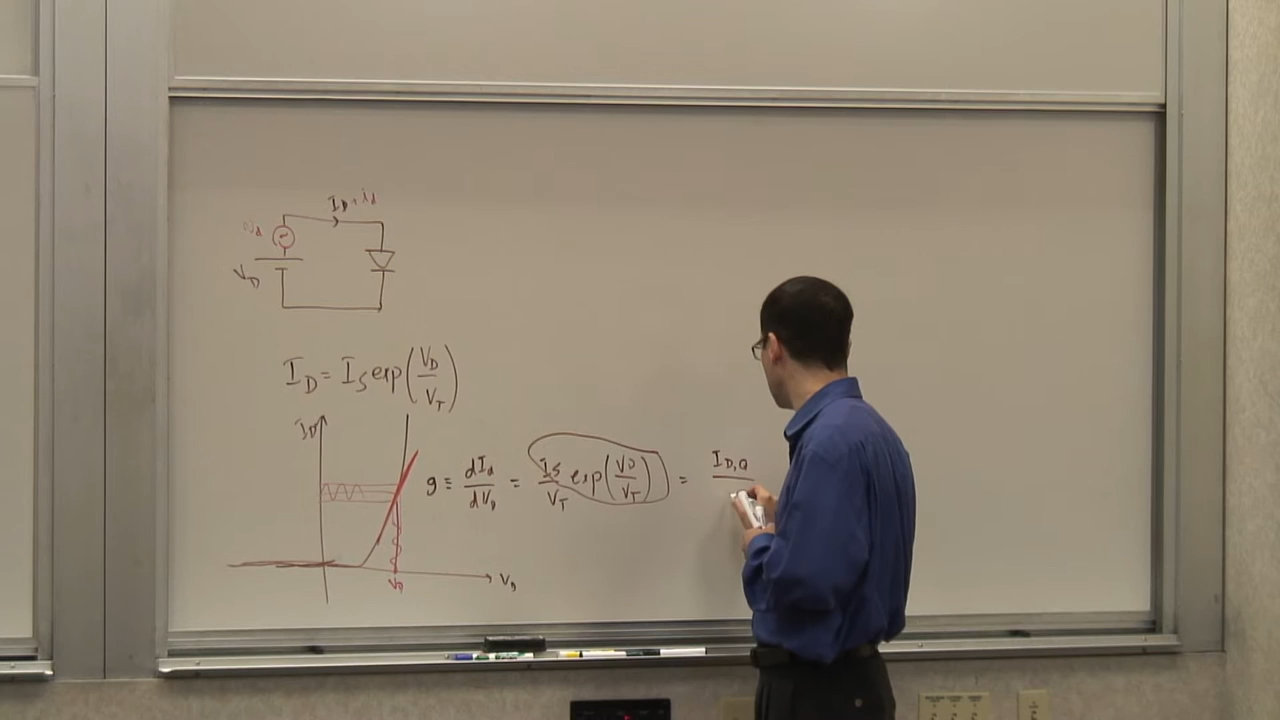 I_D + i_d
v_d
V_D
I_D = I_S exp(V_D/V_T)
I_D
g ≡ dI_d/dV_D = I_S/V_T exp(V_D/V_T) = I_{D,Q}
V_D
V_D